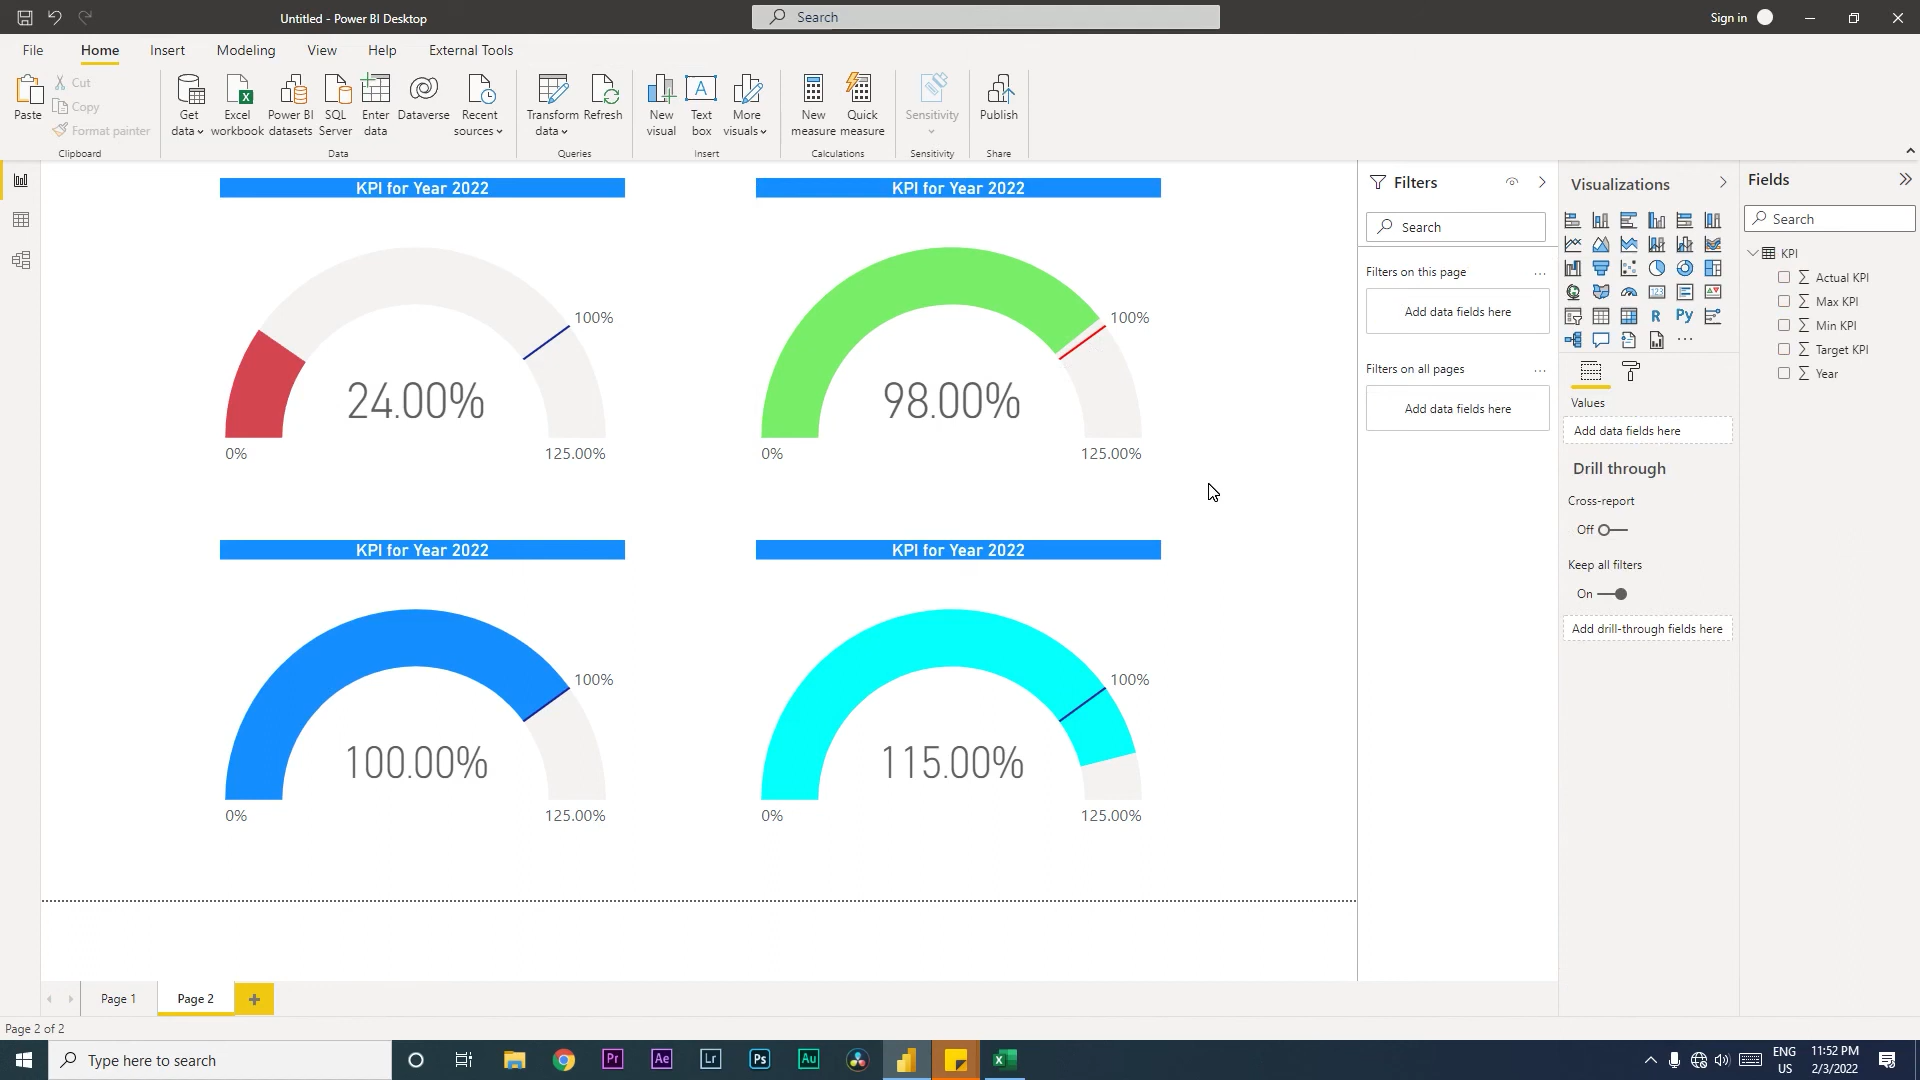 Untitled - Power BI Desktop
Search
Sign in
File
Home
Insert
Modeling
View
Help
External Tools
Paste
Cut
Copy
Format painter
Clipboard
Get data
Excel workbook
Power BI datasets
SQL Server
Enter data
Dataverse
Recent sources
Data
Transform data
Refresh
Queries
New visual
Text box
More visuals
Insert
New measure
Quick measure
Calculations
Sensitivity
Sensitivity
Publish
Share
KPI for Year 2022
100%
24.00%
0%
125.00%
KPI for Year 2022
100%
98.00%
0%
125.00%
KPI for Year 2022
100%
100.00%
0%
125.00%
KPI for Year 2022
100%
115.00%
0%
125.00%
Filters
Search
Filters on this page
...
Add data fields here
Filters on all pages
...
Add data fields here
Visualizations
123
R
Py
...
Values
Add data fields here
Drill through
Cross-report
Off
Keep all filters
On
Add drill-through fields here
Fields
Search
KPI
Actual KPI
Max KPI
Min KPI
Target KPI
Year
Page 1
Page 2
Page 2 of 2
Type here to search
Pr
Ae
Lr
Ps
Au
ENG
US
11:52 PM
2/3/2022